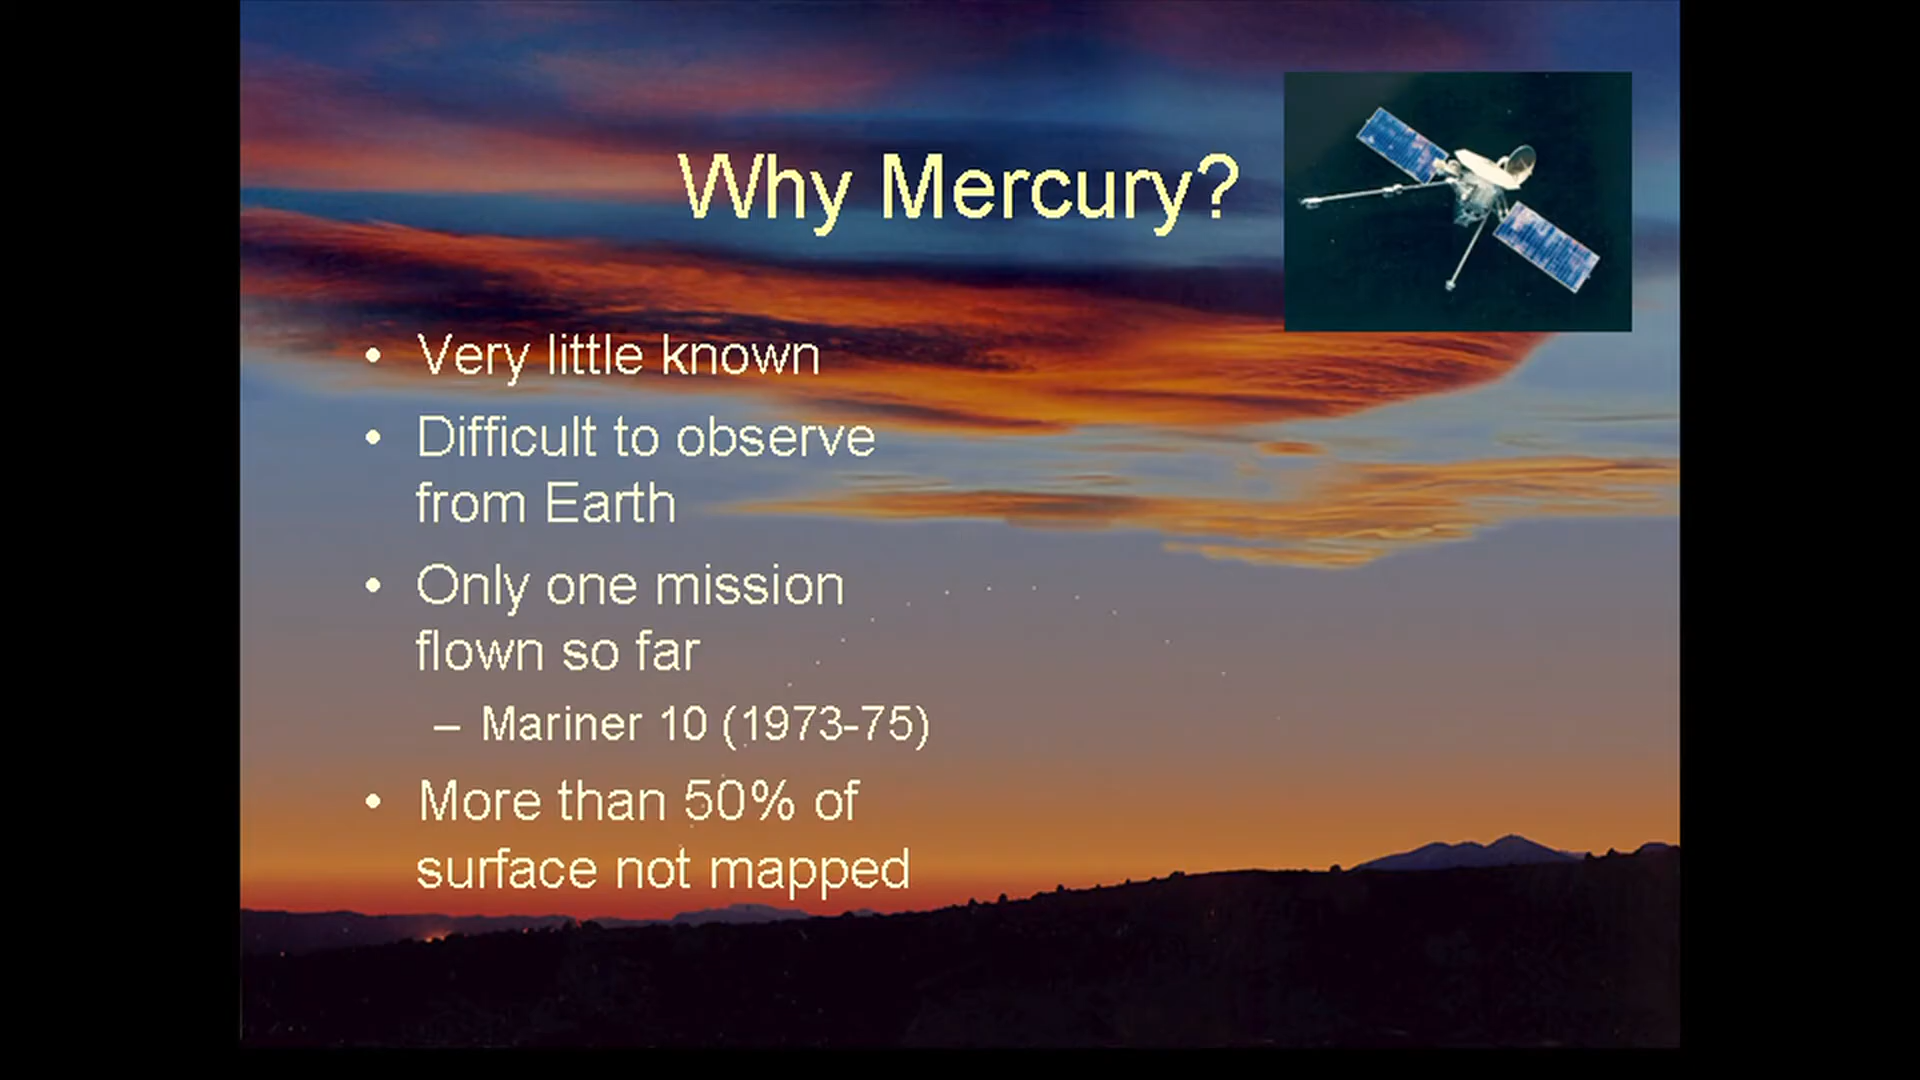 Why Mercury?
• Very little known
• Difficult to observe
from Earth
• Only one mission
flown so far
– Mariner 10 (1973-75)
• More than 50% of
surface not mapped